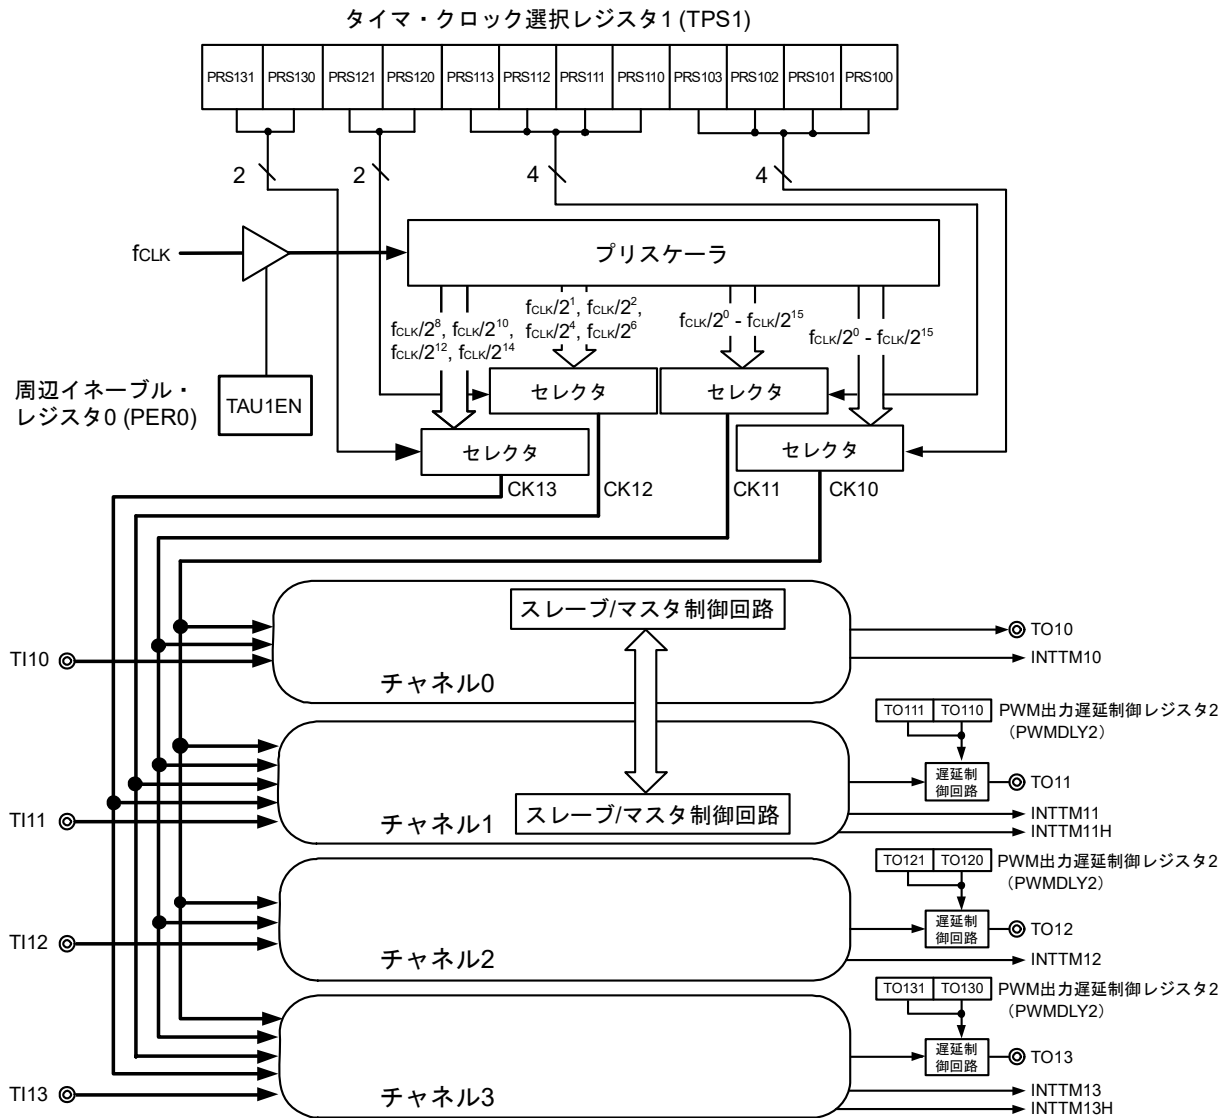 タイマ・クロック選択レジスタ1 (TPS1)
PRS131 PRS130 PRS121 PRS120 PRS113 PRS112 PRS111 PRS110 PRS103 PRS102 PRS101 PRS100
2 2 4 4
fCLK
プリスケーラ
fCLK/2^8, fCLK/2^10,
fCLK/2^12, fCLK/2^14
fCLK/2^1, fCLK/2^2,
fCLK/2^4, fCLK/2^6
fCLK/2^0 - fCLK/2^15
fCLK/2^0 - fCLK/2^15
周辺イネーブル・
レジスタ0 (PER0)
TAU1EN
セレクタ
セレクタ
セレクタ
セレクタ
CK13 CK12 CK11 CK10
スレーブ/マスタ制御回路
TI10
チャネル0
TO10
INTTM10
TO111 TO110 PWM出力遅延制御レジスタ2
（PWMDLY2）
遅延制
御回路
TO11
スレーブ/マスタ制御回路
TI11
チャネル1
INTTM11
INTTM11H
TO121 TO120 PWM出力遅延制御レジスタ2
（PWMDLY2）
遅延制
御回路
TO12
TI12
チャネル2
INTTM12
TO131 TO130 PWM出力遅延制御レジスタ2
（PWMDLY2）
遅延制
御回路
TO13
TI13
チャネル3
INTTM13
INTTM13H